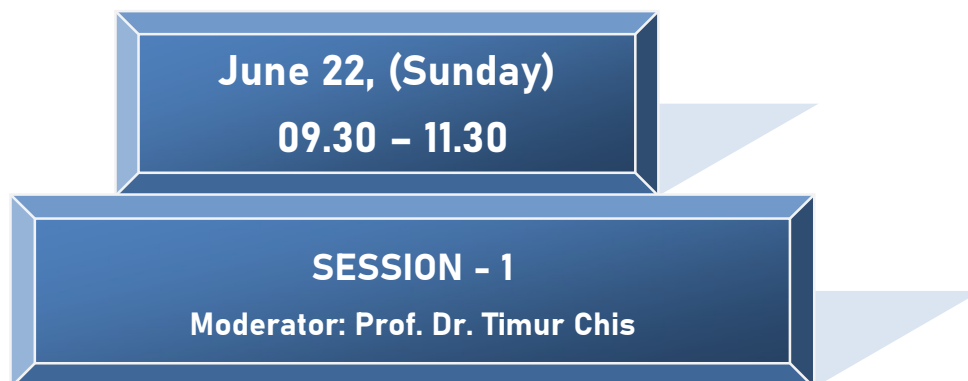 June 22, (Sunday)
09.30 – 11.30
SESSION - 1
Moderator: Prof. Dr. Timur Chis